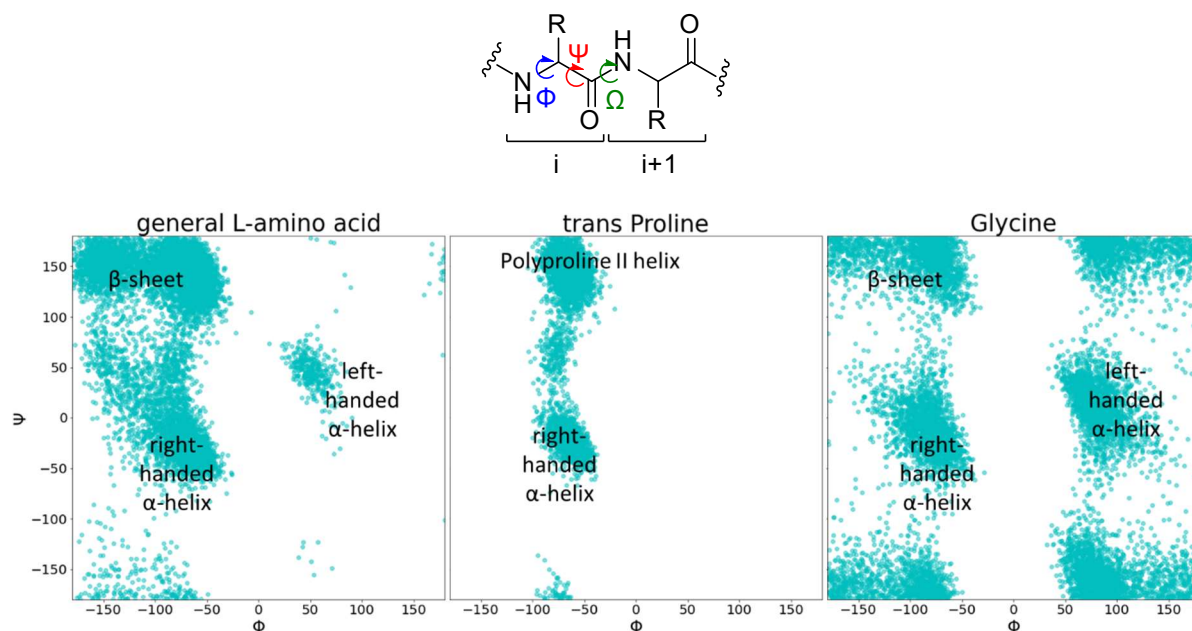 R
O
Ψ
H
N
N
H
Φ
O
Ω
R
i
i+1
general L-amino acid
trans Proline
Glycine
150
100
50
0
−50
−100
−150
Ψ
β-sheet
left-
handed
α-helix
right-
handed
α-helix
Polyproline II helix
right-
handed
α-helix
β-sheet
left-
handed
α-helix
right-
handed
α-helix
−150 −100 −50 0 50 100 150
−150 −100 −50 0 50 100 150
−150 −100 −50 0 50 100 150
Φ
Φ
Φ